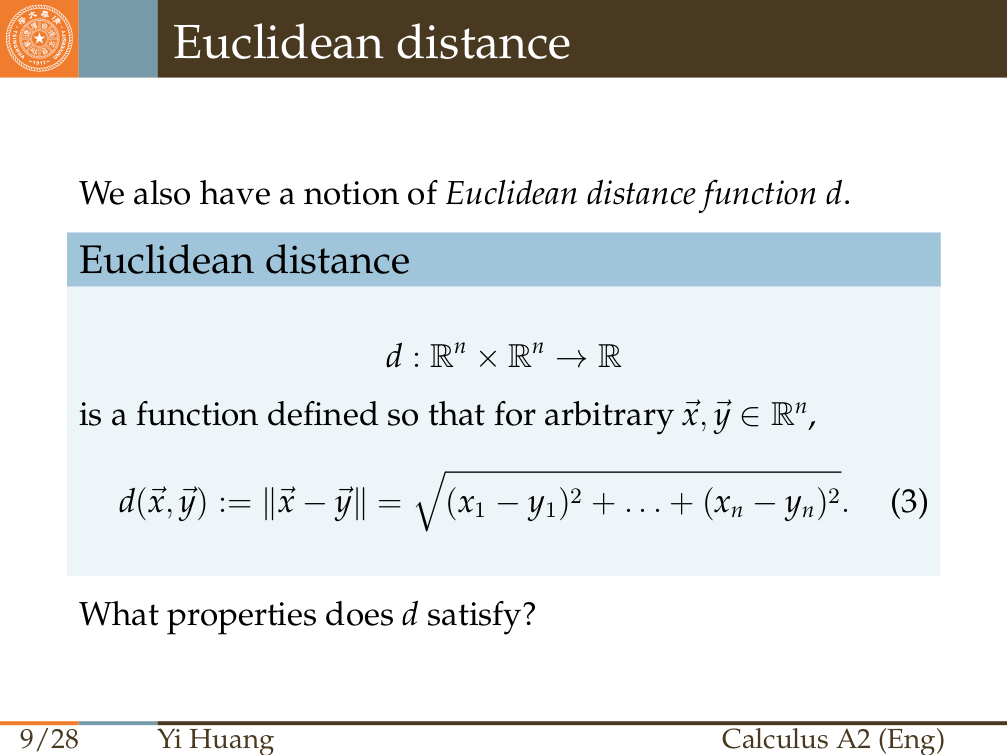 Euclidean distance
We also have a notion of Euclidean distance function d.
Euclidean distance
d : ℝⁿ × ℝⁿ → ℝ
is a function defined so that for arbitrary x⃗, y⃗ ∈ ℝⁿ,
d(x⃗, y⃗) := ‖x⃗ − y⃗‖ = √((x₁ − y₁)² + . . . + (xₙ − yₙ)²). (3)
What properties does d satisfy?
9/28 Yi Huang Calculus A2 (Eng)